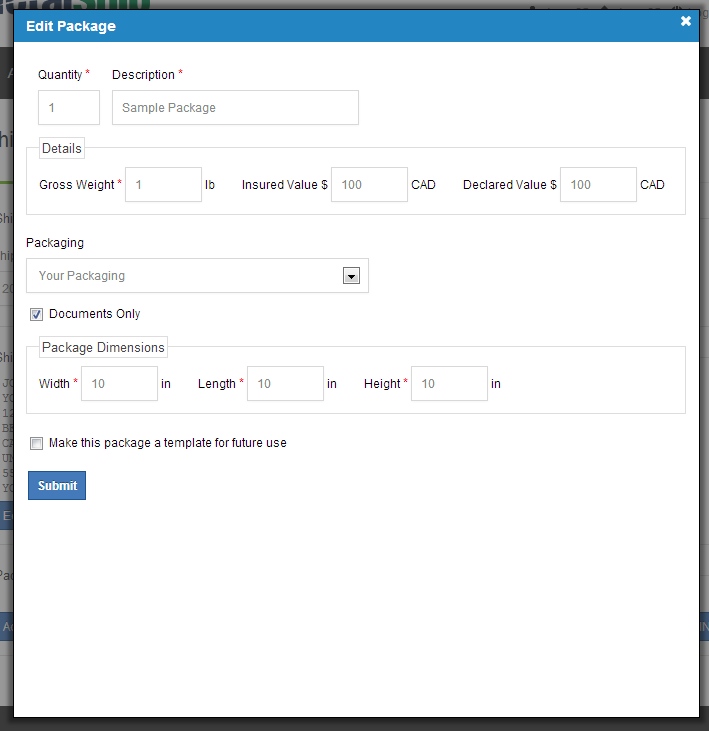 Edit Package
Quantity * Description *
1 Sample Package
Details
Gross Weight * 1 lb Insured Value $ 100 CAD Declared Value $ 100 CAD
Packaging
Your Packaging
Documents Only
Package Dimensions
Width * 10 in Length * 10 in Height * 10 in
Make this package a template for future use
Submit